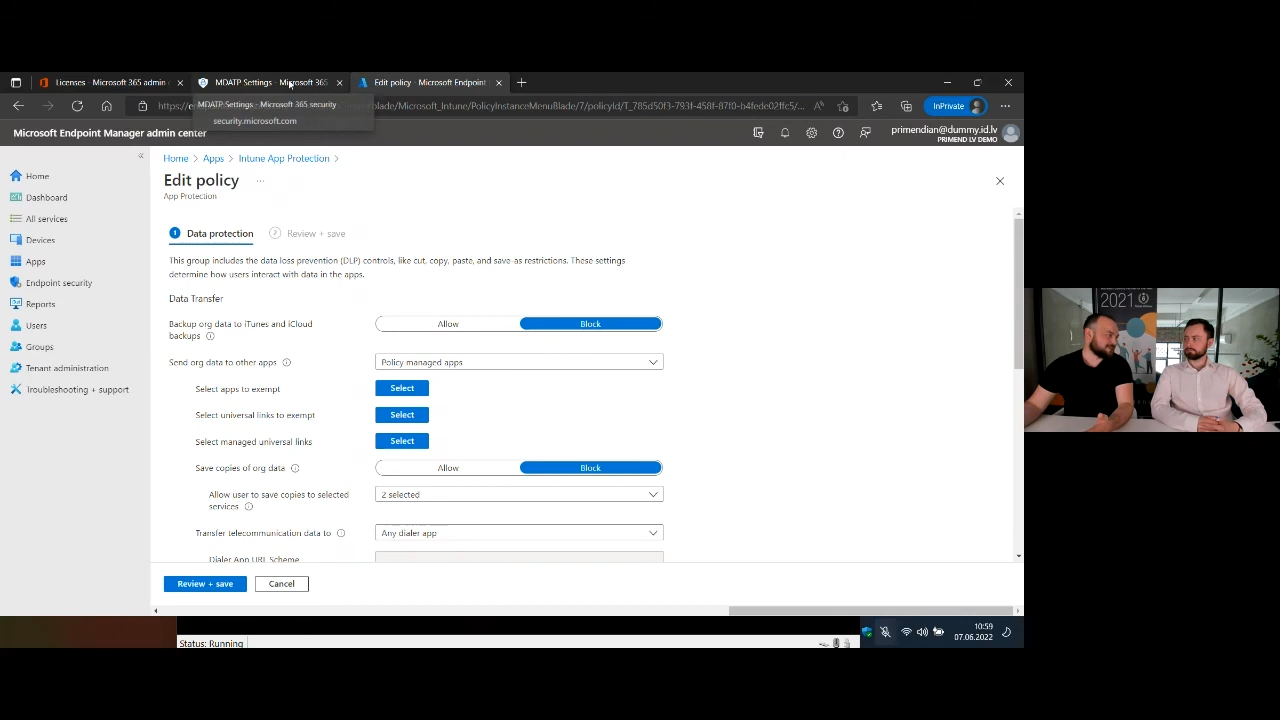 Licenses - Microsoft 365 admin
MDATP Settings - Microsoft 365
Edit policy - Microsoft Endpoint
MDATP Settings - Microsoft 365 security
security.microsoft.com
InPrivate
Microsoft Endpoint Manager admin center
primendian@dummy.id.lv
PRIMEND LV DEMO
Home
Dashboard
All services
Devices
Apps
Endpoint security
Reports
Users
Groups
Tenant administration
Troubleshooting + support
Home > Apps > Intune App Protection >
Edit policy ...
App Protection
1 Data protection 2 Review + save
This group includes the data loss prevention (DLP) controls, like cut, copy, paste, and save-as restrictions. These settings
determine how users interact with data in the apps.
Data Transfer
Backup org data to iTunes and iCloud
backups
Allow Block
Send org data to other apps Policy managed apps
Select apps to exempt Select
Select universal links to exempt Select
Select managed universal links Select
Save copies of org data Allow Block
Allow user to save copies to selected
services
2 selected
Transfer telecommunication data to Any dialer app
Dialer App URL Scheme
Review + save Cancel
Status: Running
10:59
07.06.2022
2021